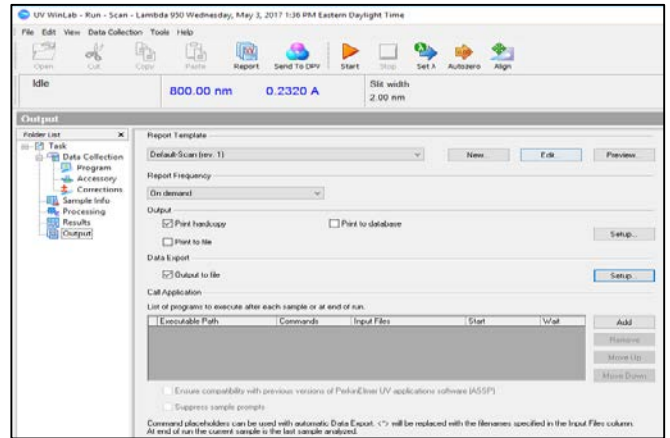 UV WinLab - Run - Scan - Lambda 950 Wednesday, May 3, 2017 1:36 PM Eastern Daylight Time
File Edit View Data Collection Tools Help
Open Cut Copy Paste Report Send To DPV Start Stop Set λ Autozero Align
Idle 800.00 nm 0.2320 A Slit width
2.00 nm
Output
Folder List x
Task
Data Collection
Program
Accessory
Corrections
Sample Info
Processing
Results
Output
Report Template
Default-Scan (rev. 1) New... Edit... Preview...
Report Frequency
On demand
Output
Print hardcopy Print to database
Print to file Setup...
Data Export
Output to file Setup...
Call Application
List of programs to execute after each sample or at end of run.
Executable Path Commands Input Files Start Wait Add
Remove
Move Up
Move Down
Ensure compatibility with previous versions of PerkinElmer UV applications software (ASSP)
Suppress sample prompts
Command placeholders can be used with automatic Data Export. <*> will be replaced with the filenames specified in the Input Files column.
At end of run the current sample is the last sample analyzed.